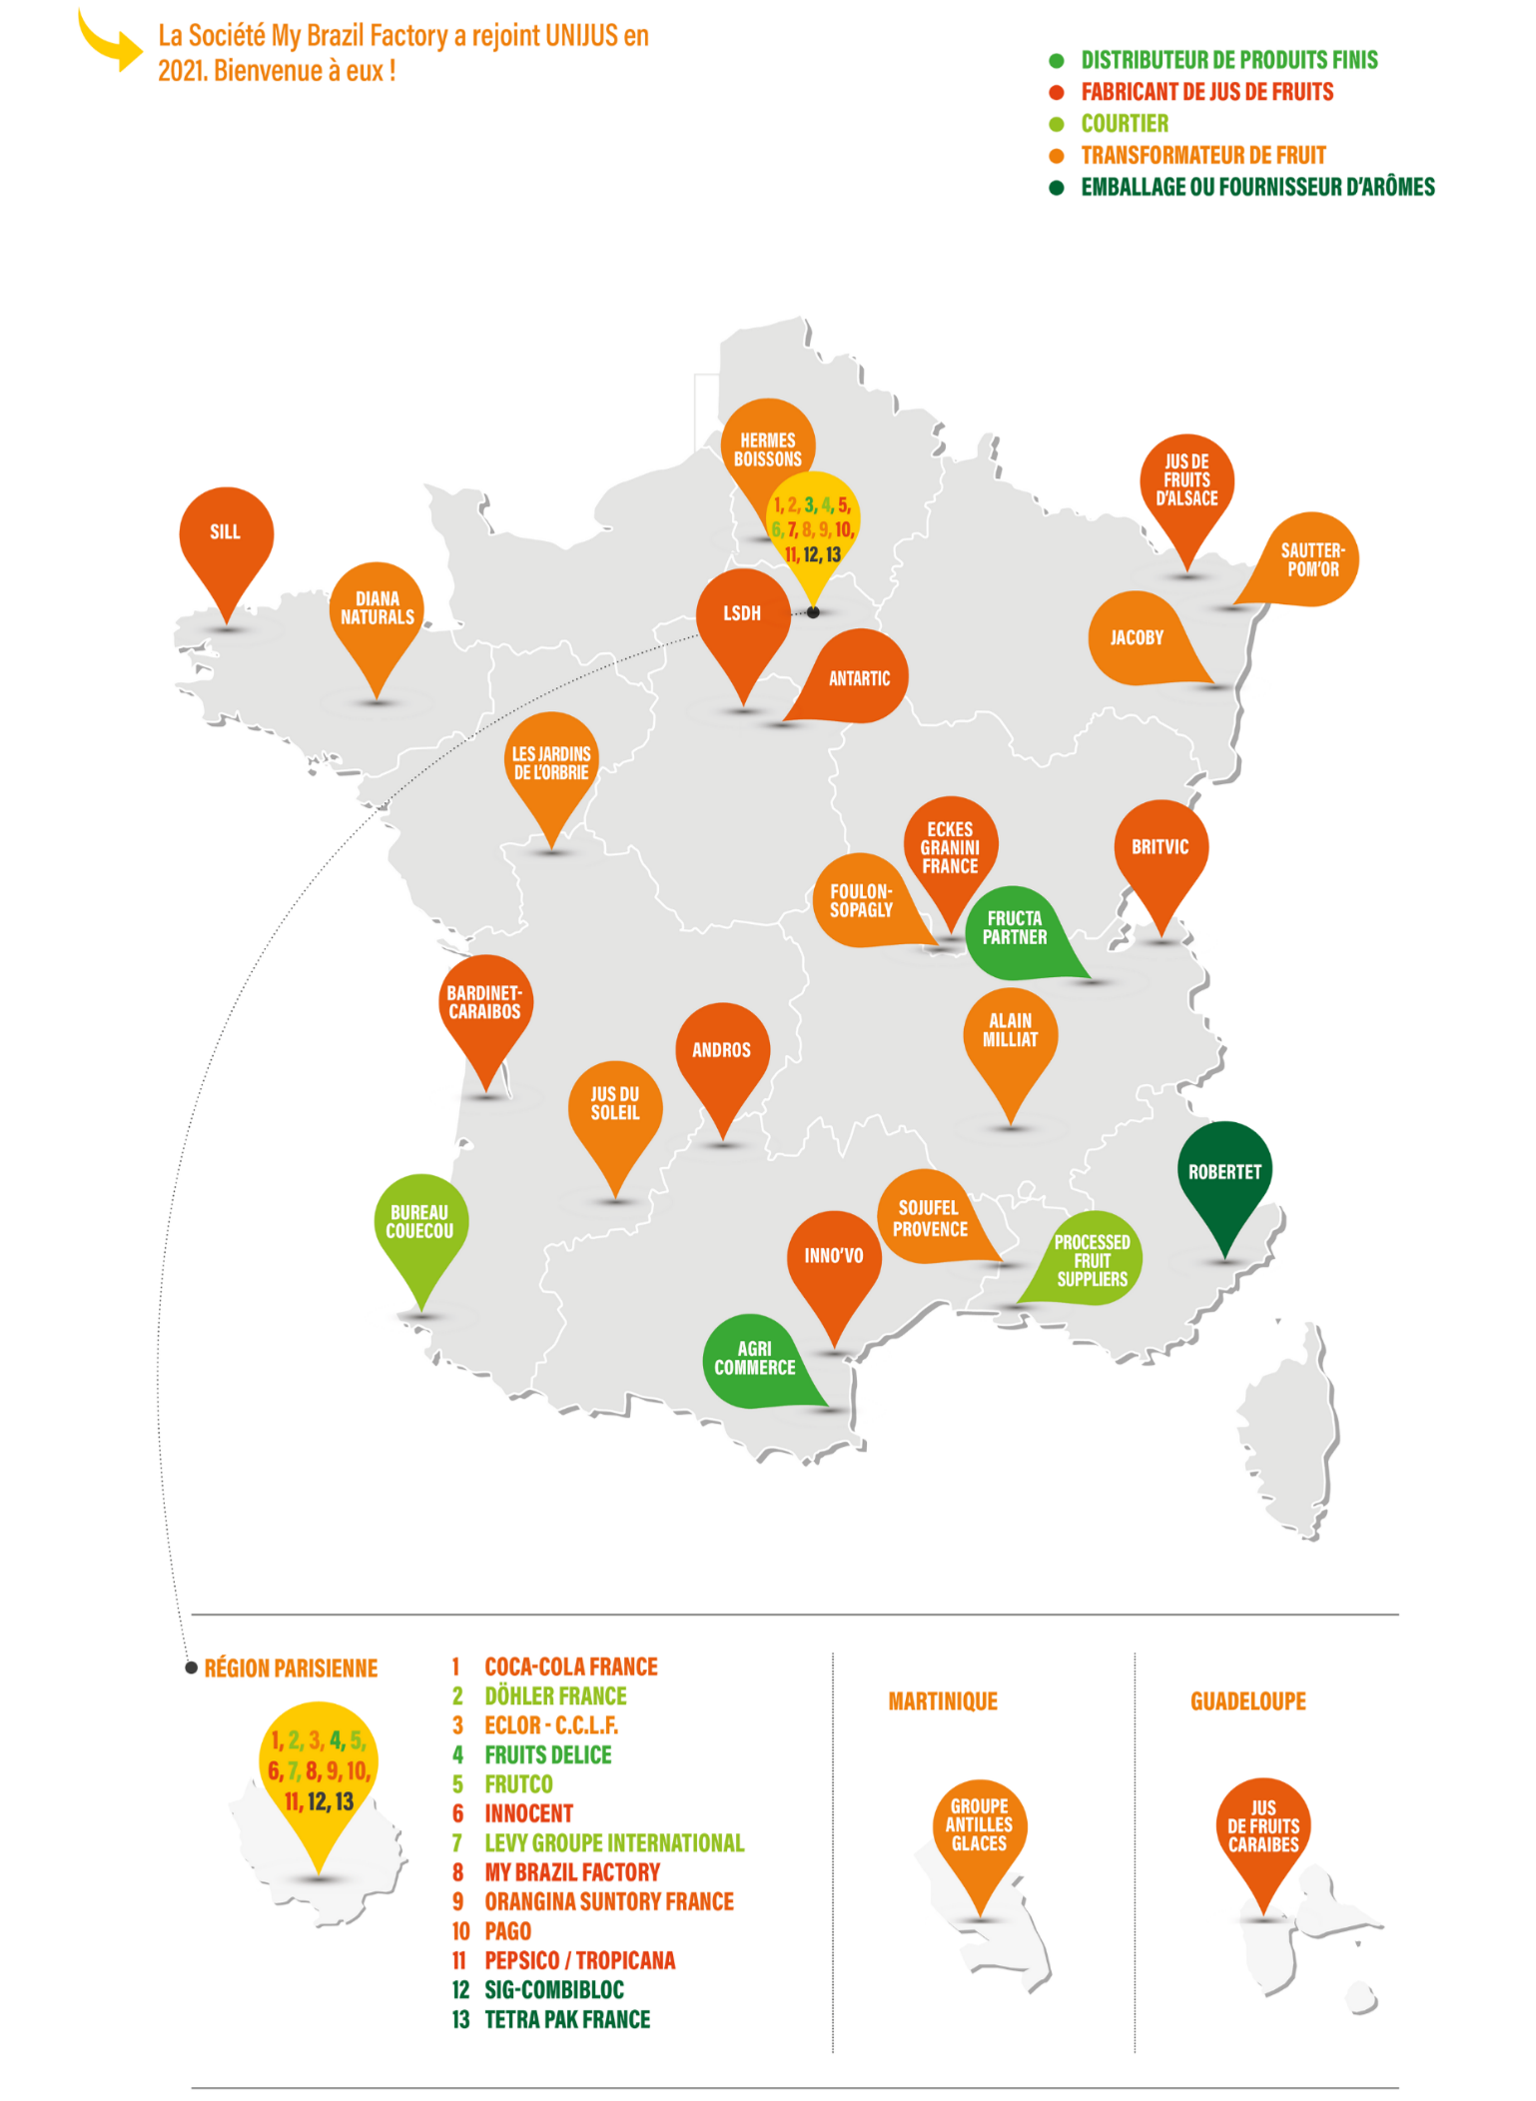 La Société My Brazil Factory a rejoint UNIJUS en
2021. Bienvenue à eux !
DISTRIBUTEUR DE PRODUITS FINIS
FABRICANT DE JUS DE FRUITS
COURTIER
TRANSFORMATEUR DE FRUIT
EMBALLAGE OU FOURNISSEUR D'ARÔMES
HERMES
BOISSONS
1, 2, 3, 4, 5,
6, 7, 8, 9, 10,
11, 12, 13
JUS DE
FRUITS
D'ALSACE
SILL
SAUTTER-
POM'OR
DIANA
NATURALS
LSDH
JACOBY
ANTARTIC
LES JARDINS
DE L'ORBRIE
ECKES
GRANINI
FRANCE
BRITVIC
FOULON-
SOPAGLY
FRUCTA
PARTNER
BARDINET-
CARAIBOS
ALAIN
MILLIAT
ANDROS
JUS DU
SOLEIL
ROBERTET
BUREAU
COUECOU
SOJUFEL
PROVENCE
INNO'VO
PROCESSED
FRUIT
SUPPLIERS
AGRI
COMMERCE
RÉGION PARISIENNE
1, 2, 3, 4, 5,
6, 7, 8, 9, 10,
11, 12, 13
1 COCA-COLA FRANCE
2 DÖHLER FRANCE
3 ECLOR - C.C.L.F.
4 FRUITS DELICE
5 FRUTCO
6 INNOCENT
7 LEVY GROUPE INTERNATIONAL
8 MY BRAZIL FACTORY
9 ORANGINA SUNTORY FRANCE
10 PAGO
11 PEPSICO / TROPICANA
12 SIG-COMBIBLOC
13 TETRA PAK FRANCE
MARTINIQUE
GROUPE
ANTILLES
GLACES
GUADELOUPE
JUS
DE FRUITS
CARAIBES